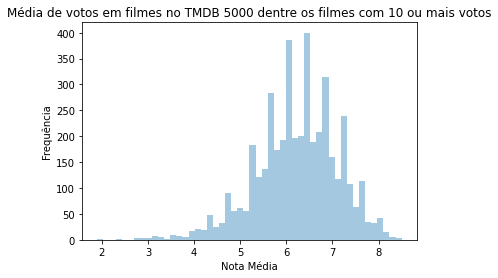 Média de votos em filmes no TMDB 5000 dentre os filmes com 10 ou mais votos
400
350
300
250
200
150
100
50
0
Frequência
2 3 4 5 6 7 8
Nota Média